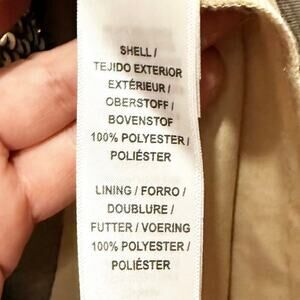 SHELL /
TEJIDO EXTERIOR
EXTÉRIEUR /
OBERSTOFF /
BOVENSTOF
100% POLYESTER /
POLIÉSTER
LINING / FORRO /
DOUBLURE /
FUTTER / VOERING
100% POLYESTER /
POLIÉSTER